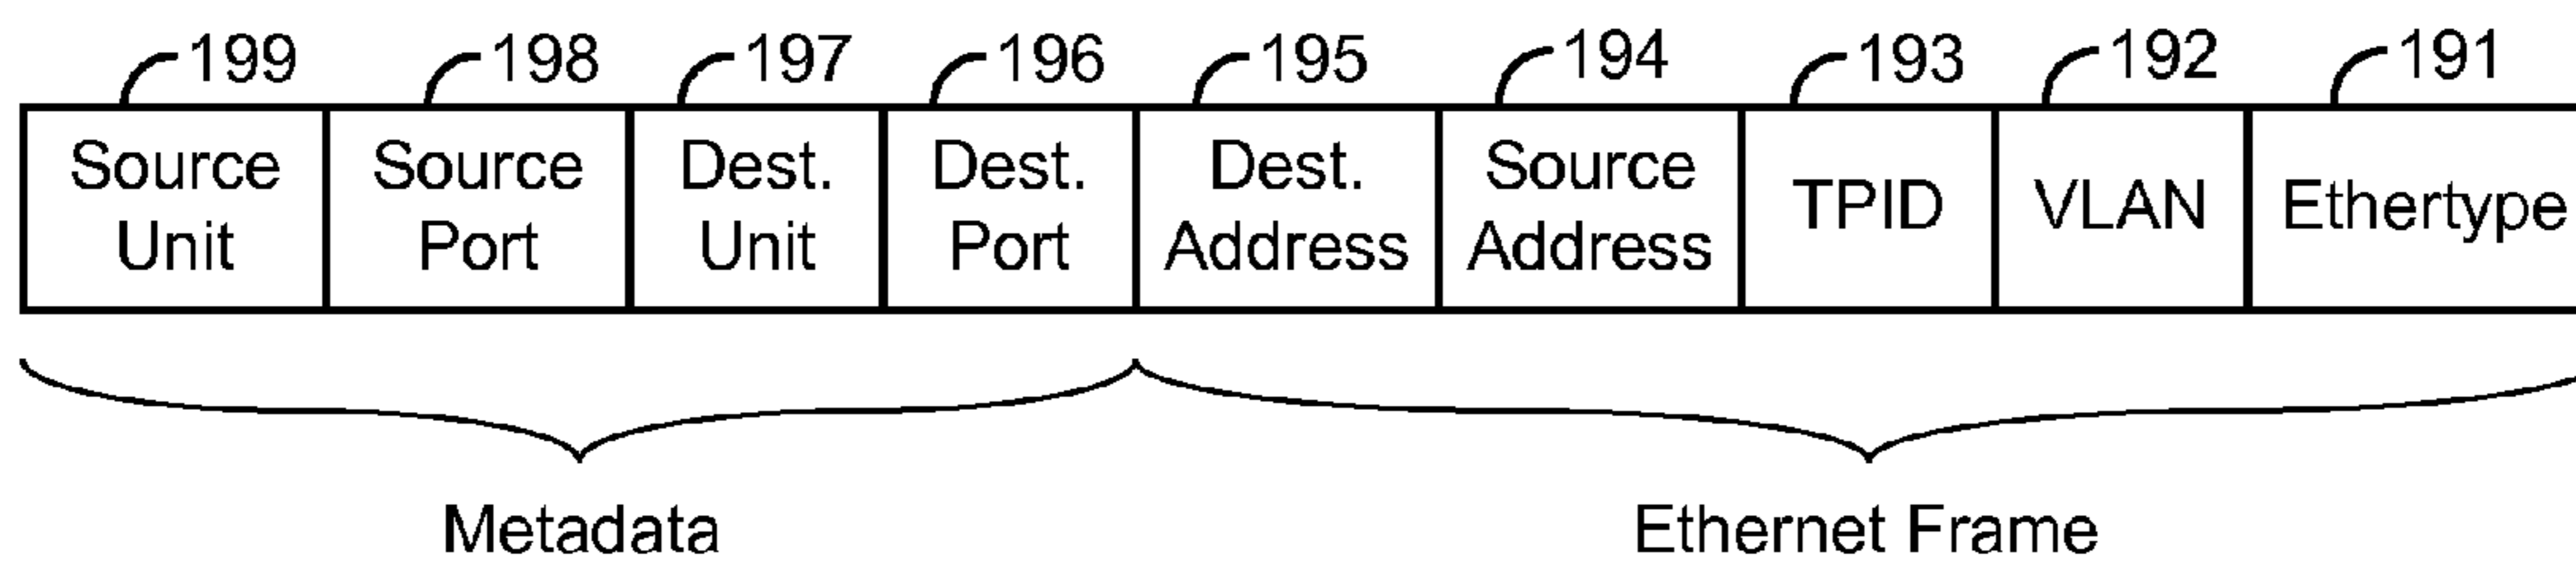 199 198 197 196 195 194 193 192 191
Source Unit
Source Port
Dest. Unit
Dest. Port
Dest. Address
Source Address
TPID
VLAN
Ethertype
Metadata
Ethernet Frame